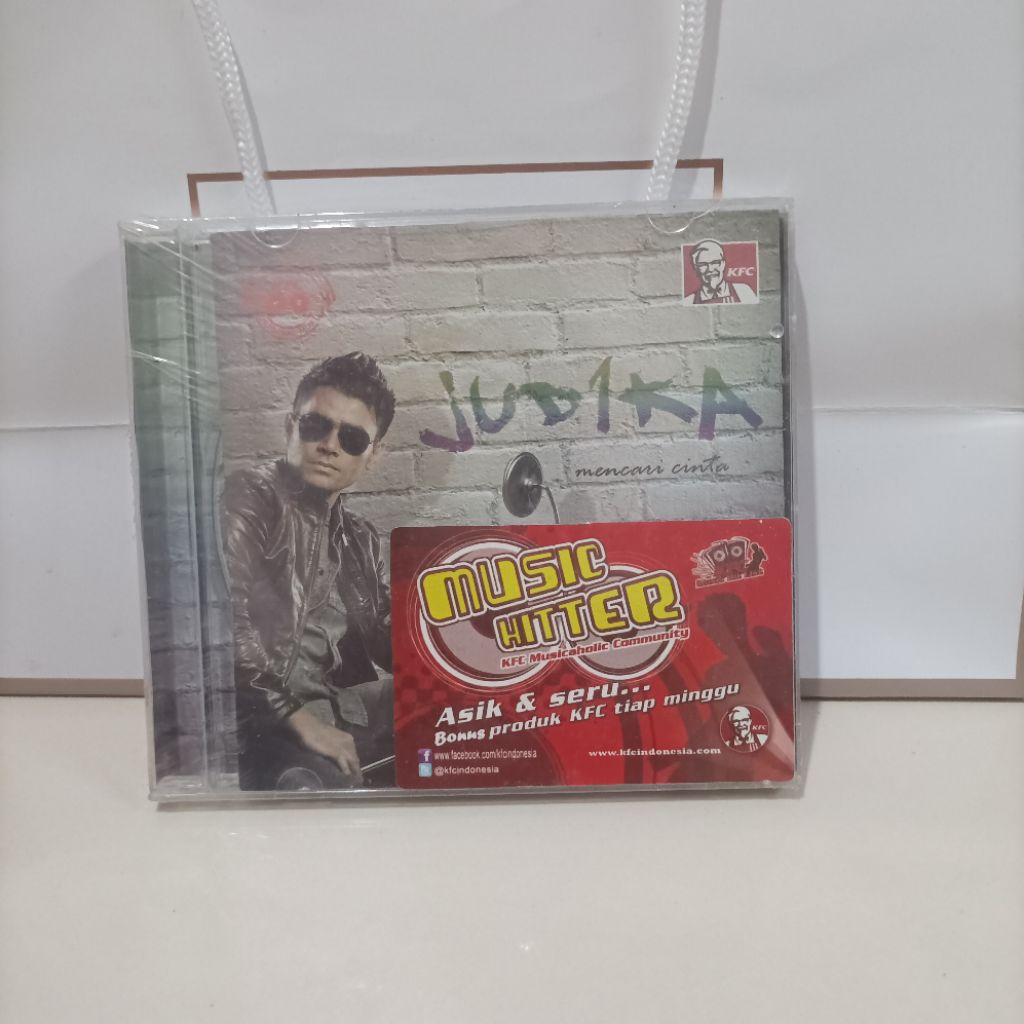 KFC
JUD1KA
mencari cinta
MUSIC
HITTER
KFC Musicaholic Community
Asik & seru...
Bonus produk KFC tiap minggu
www.facebook.com/kfcindonesia
@kfcindonesia
www.kfcindonesia.com
KFC